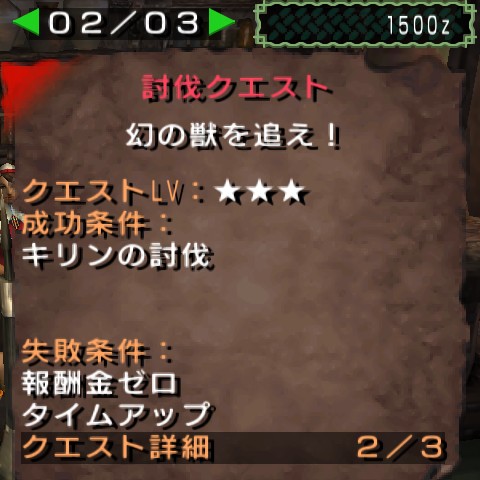 02/03
1500z
討伐クエスト
幻の獣を追え！
クエストLV：★★★
成功条件：
キリンの討伐
失敗条件：
報酬金ゼロ
タイムアップ
クエスト詳細 2/3